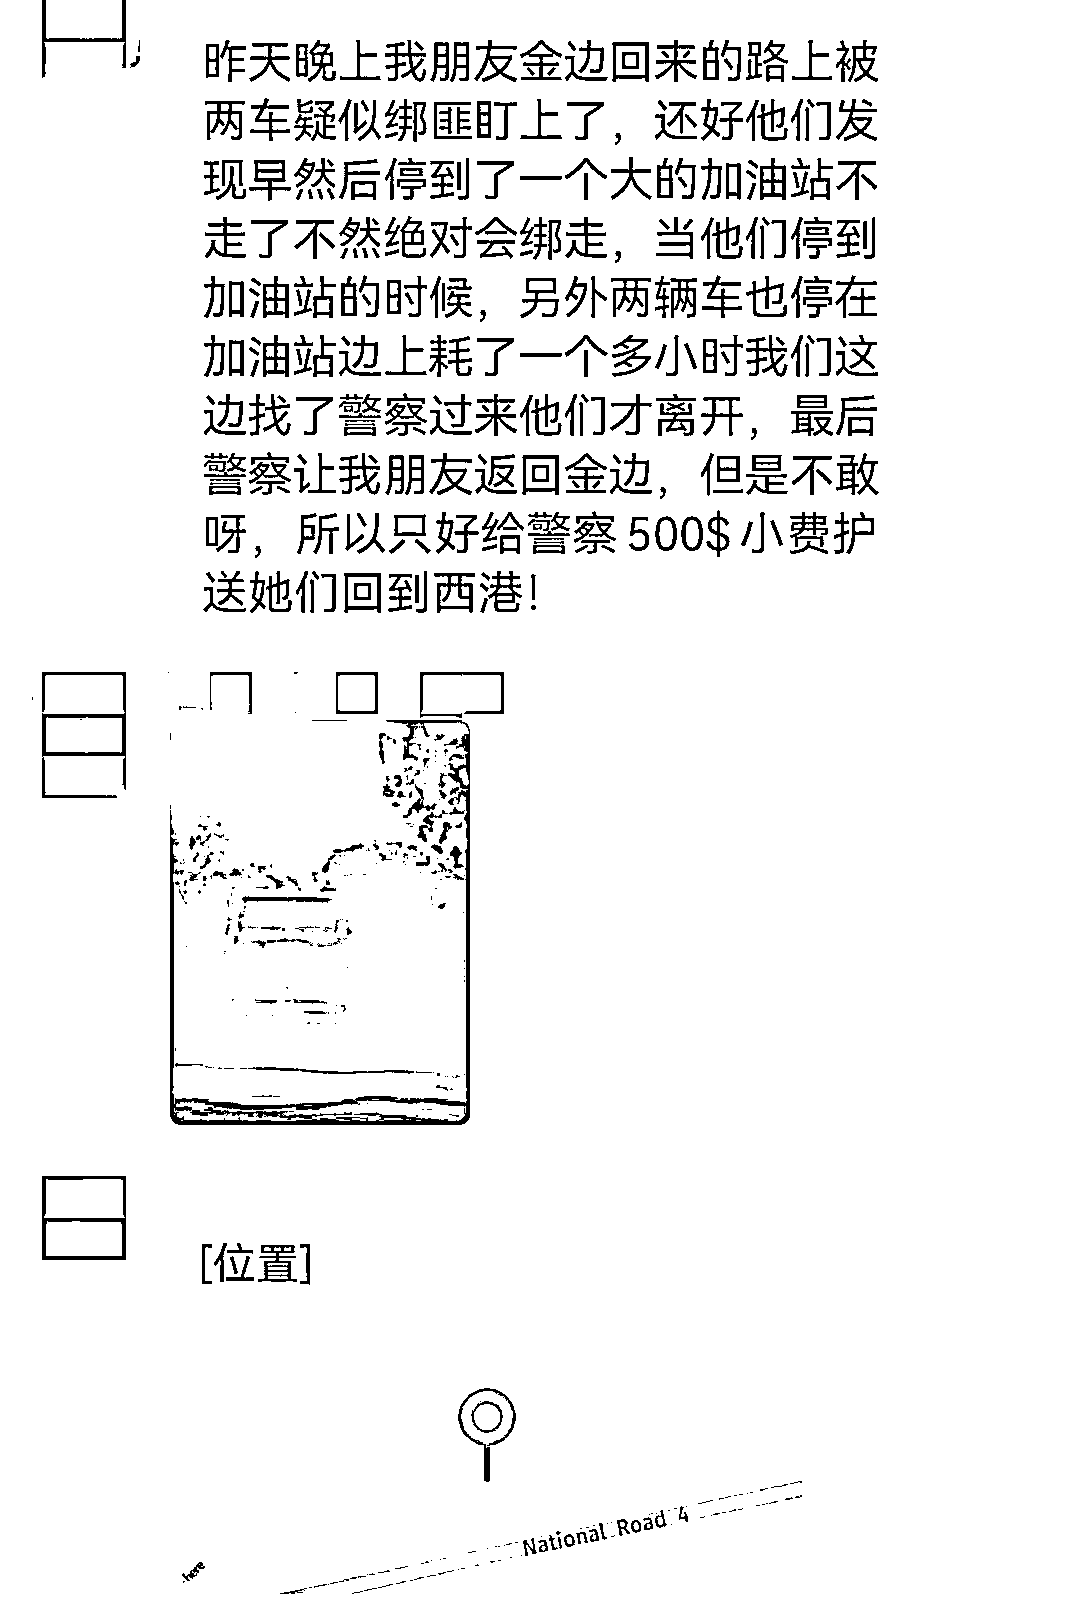 昨天晚上我朋友金边回来的路上被
两车疑似绑匪盯上了，还好他们发
现早然后停到了一个大的加油站不
走了不然绝对会绑走，当他们停到
加油站的时候，另外两辆车也停在
加油站边上耗了一个多小时我们这
边找了警察过来他们才离开，最后
警察让我朋友返回金边，但是不敢
呀，所以只好给警察500$小费护
送她们回到西港！
[位置]
National Road 4
here